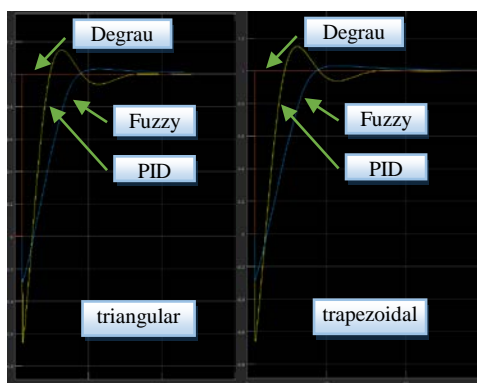 Degrau
Fuzzy
PID
triangular
Degrau
Fuzzy
PID
trapezoidal